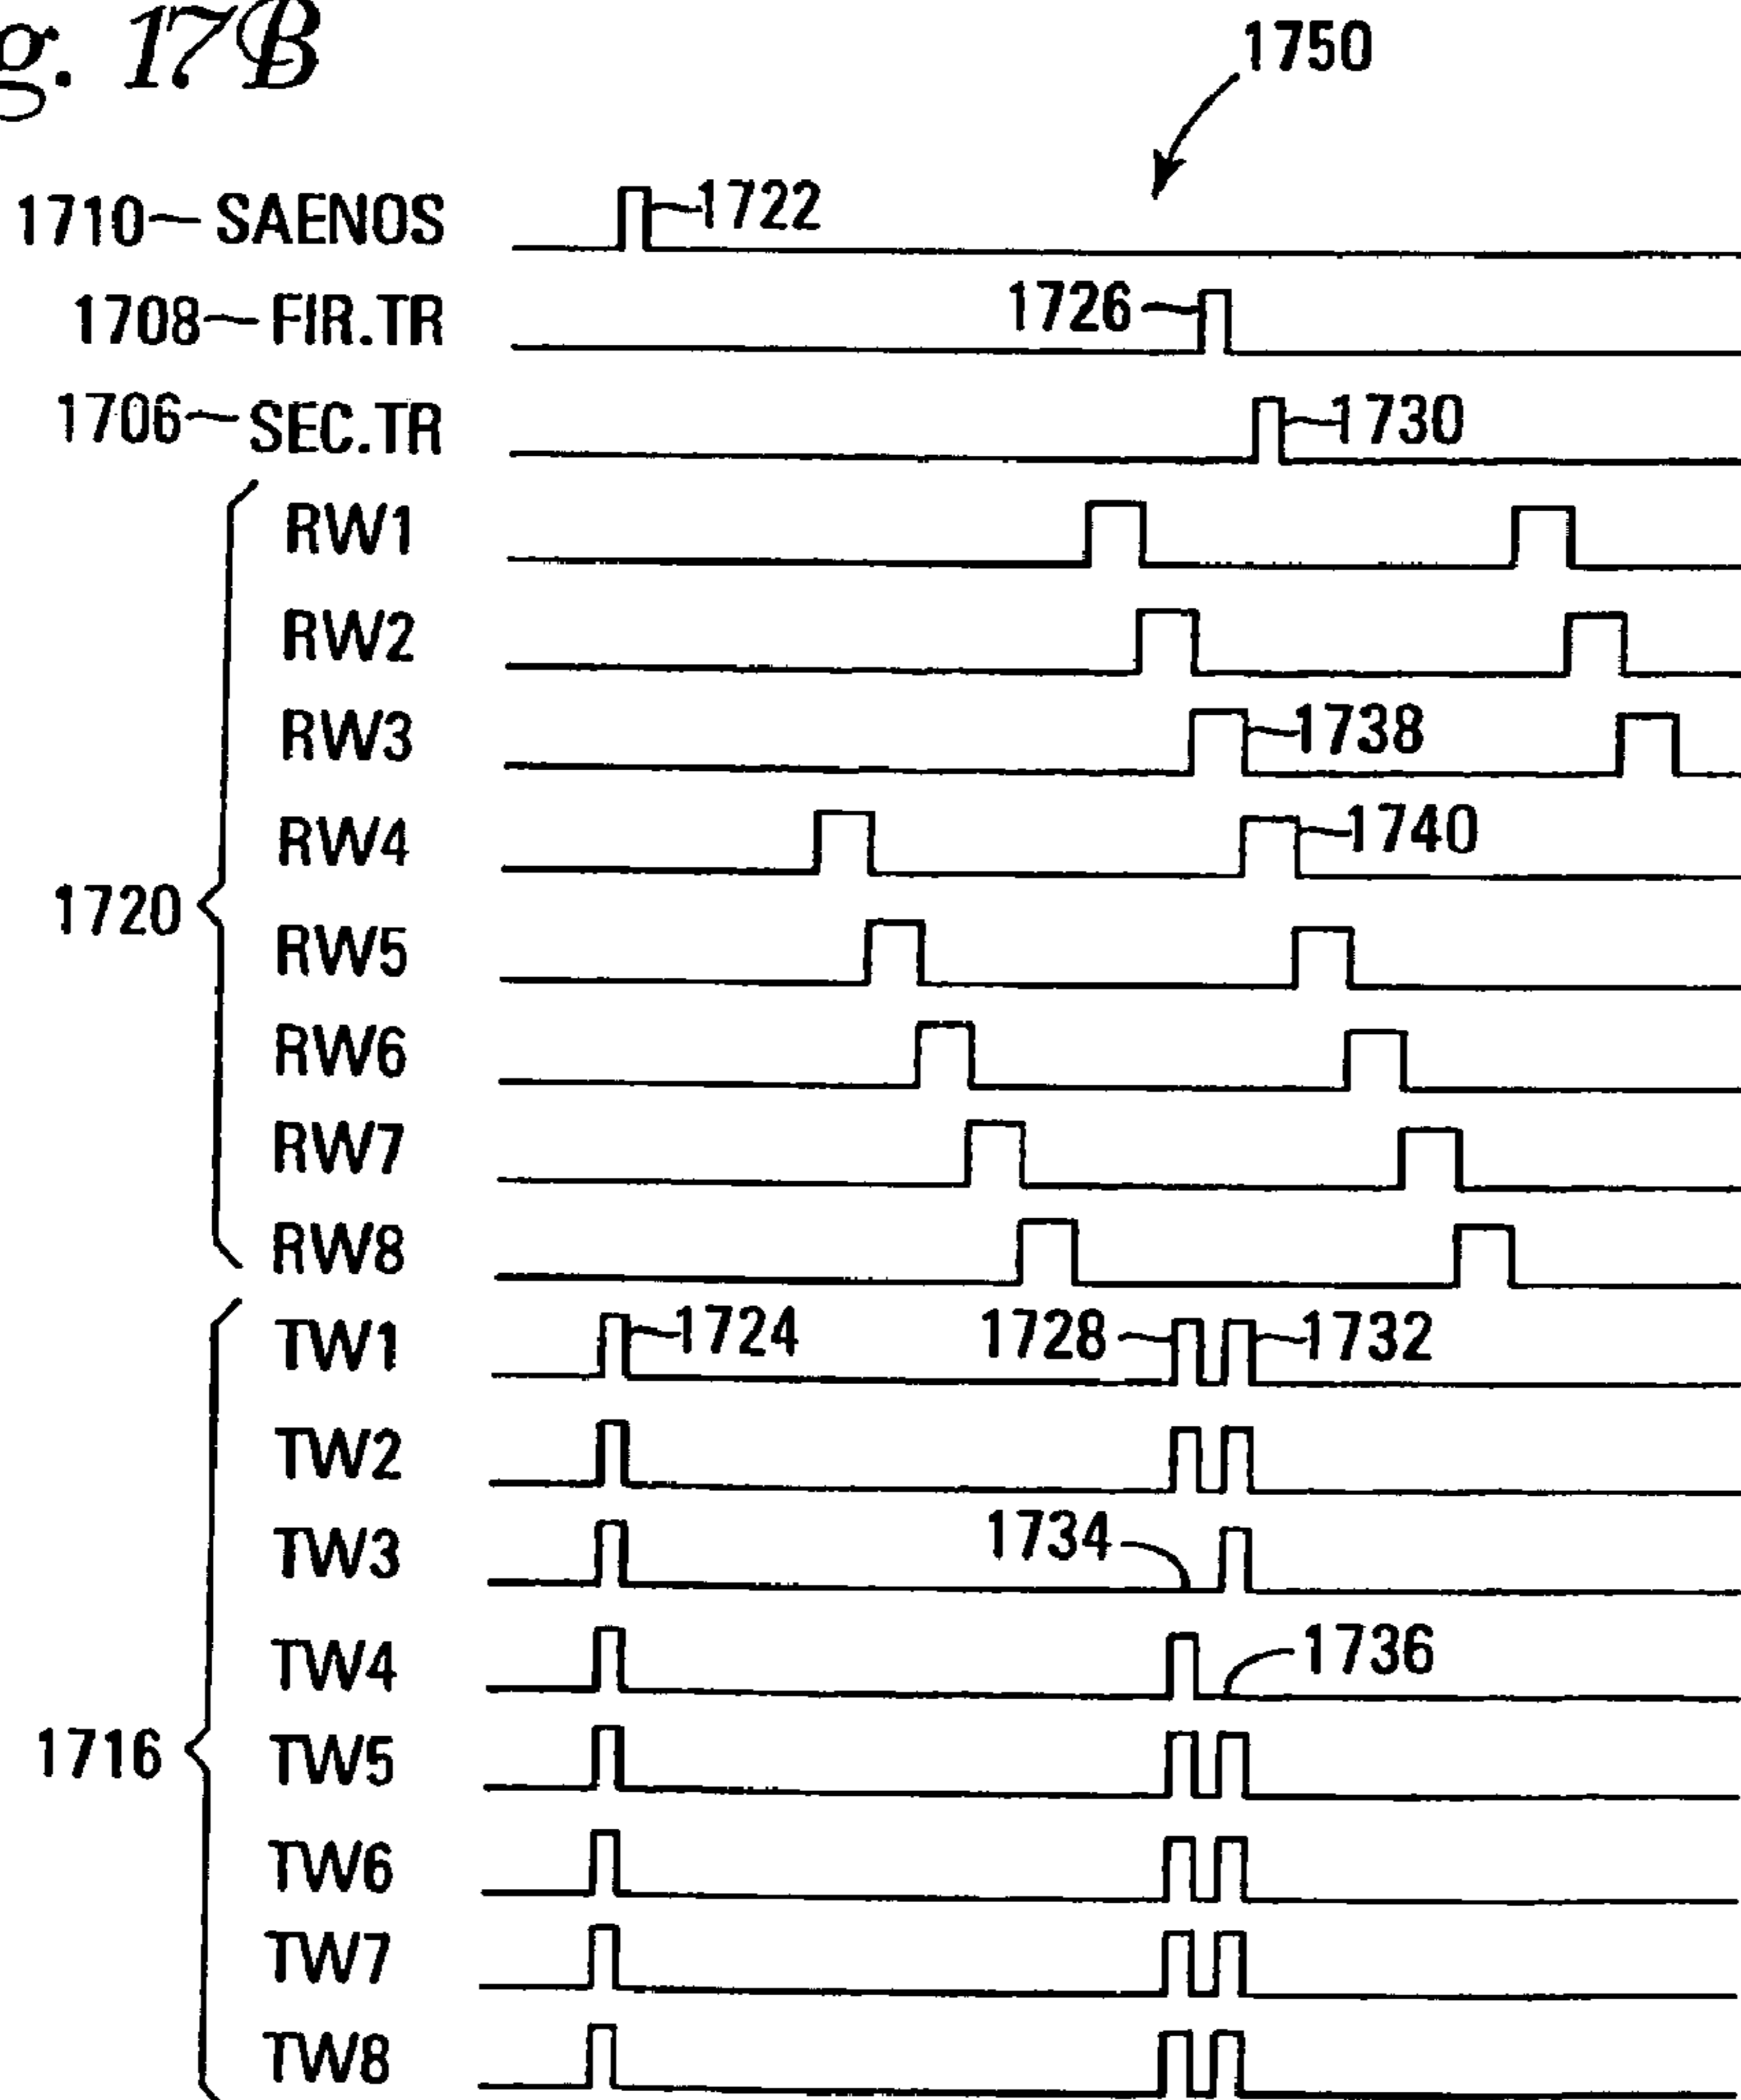 g. 17B
1750
1710 SAENOS 1722
1708 FIR.TR 1726
1706 SEC.TR 1730
RW1
RW2
RW3 1738
RW4 1740
1720
RW5
RW6
RW7
RW8
TW1 1724 1728 1732
TW2
TW3 1734
TW4 1736
1716
TW5
TW6
TW7
TW8